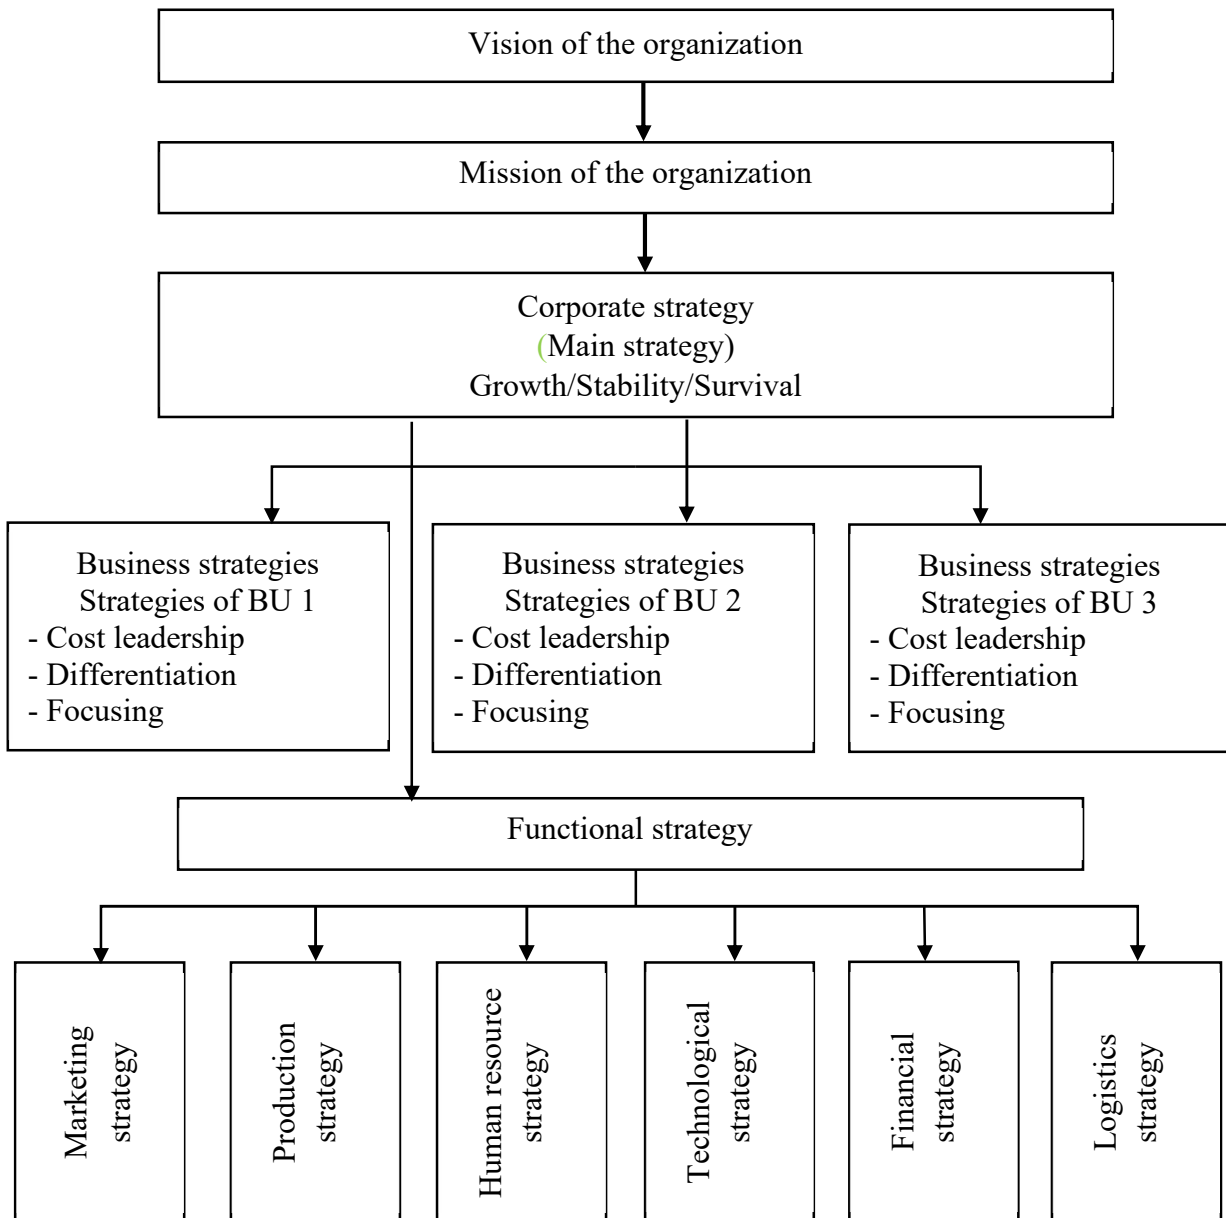 Vision of the organization
Mission of the organization
Corporate strategy
(Main strategy)
Growth/Stability/Survival
Business strategies
Strategies of BU 1
- Cost leadership
- Differentiation
- Focusing
Business strategies
Strategies of BU 2
- Cost leadership
- Differentiation
- Focusing
Business strategies
Strategies of BU 3
- Cost leadership
- Differentiation
- Focusing
Functional strategy
Marketing
strategy
Production
strategy
Human resource
strategy
Technological
strategy
Financial
strategy
Logistics
strategy